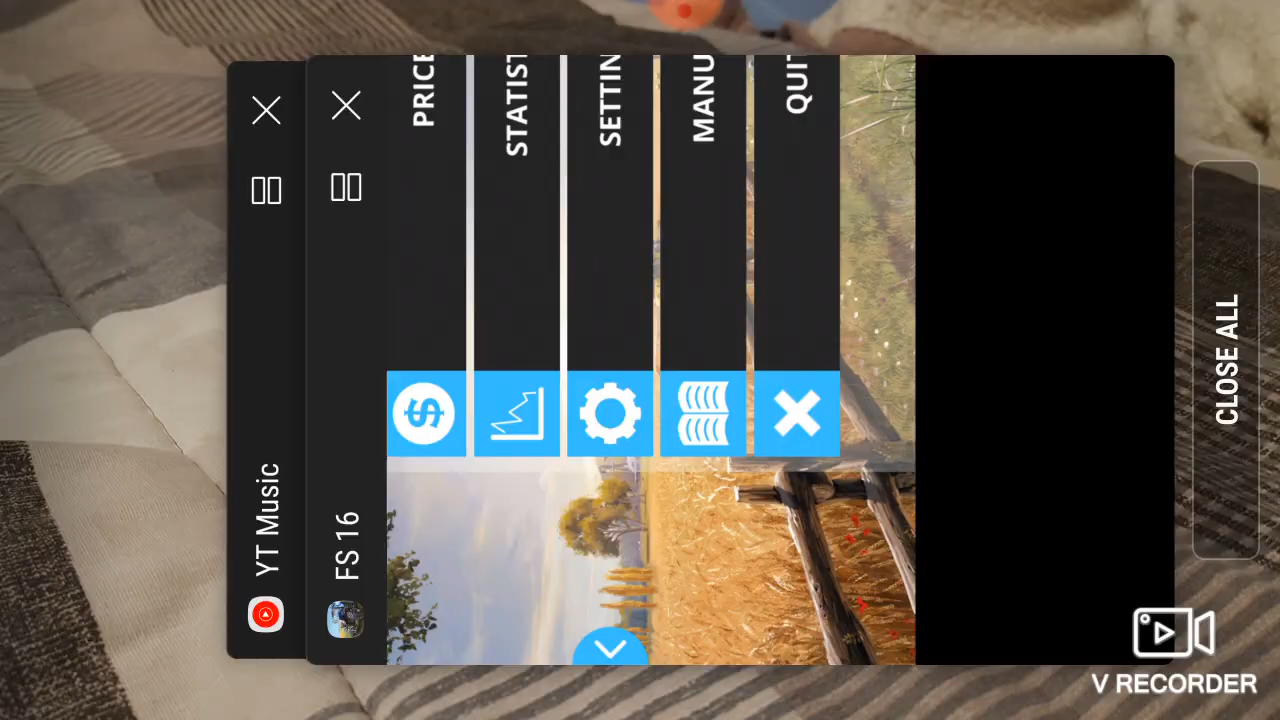 YT Music
FS 16
PRICE
STATIST
SETTIN
MANU
QUIT
CLOSE ALL
V RECORDER